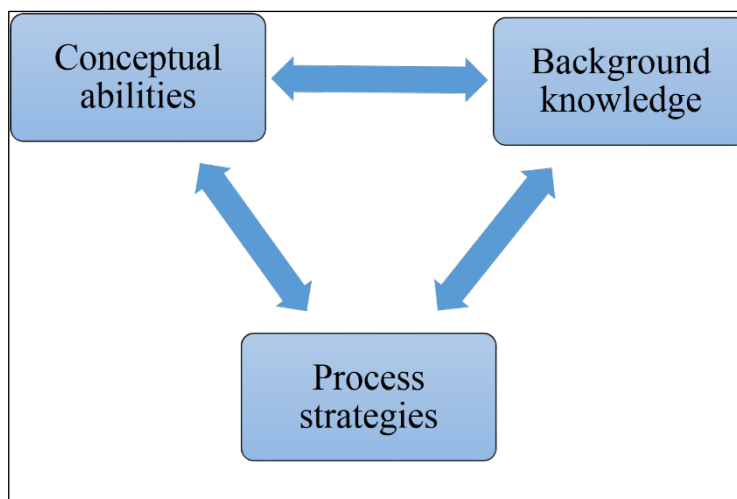 Conceptual
abilities
Background
knowledge
Process
strategies